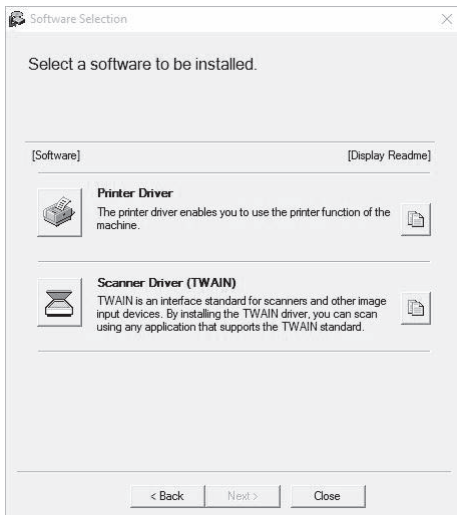 Software Selection
Select a software to be installed.
[Software] [Display Readme]
Printer Driver
The printer driver enables you to use the printer function of the
machine.
Scanner Driver (TWAIN)
TWAIN is an interface standard for scanners and other image
input devices. By installing the TWAIN driver, you can scan
using any application that supports the TWAIN standard.
< Back Next > Close